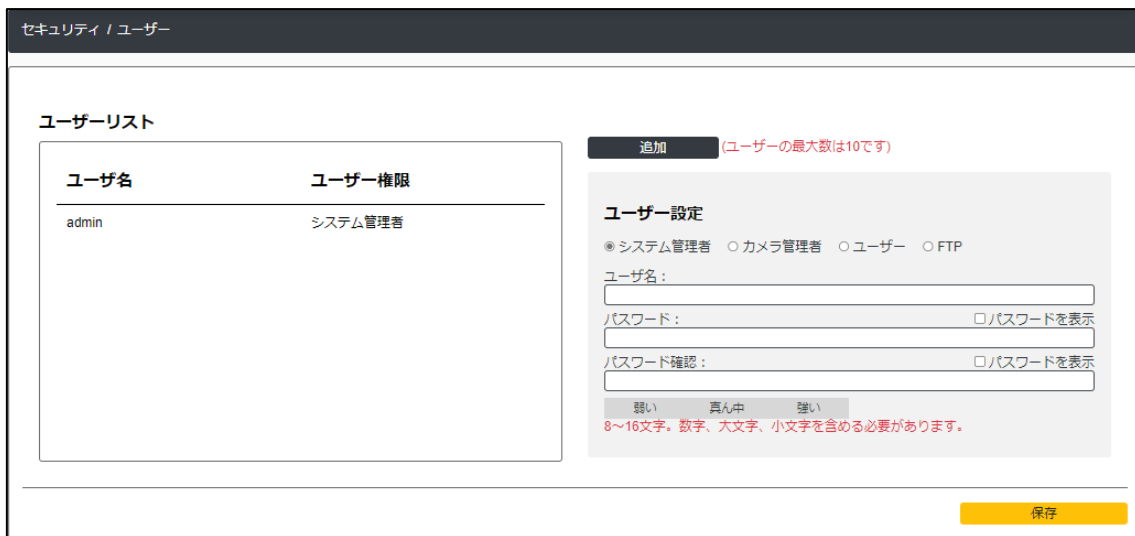 セキュリティ / ユーザー
ユーザーリスト
ユーザ名 ユーザー権限
admin システム管理者
追加 (ユーザーの最大数は10です)
ユーザー設定
システム管理者 カメラ管理者 ユーザー FTP
ユーザ名：
パスワード： パスワードを表示
パスワード確認： パスワードを表示
弱い 真ん中 強い
8～16文字。数字、大文字、小文字を含める必要があります。
保存